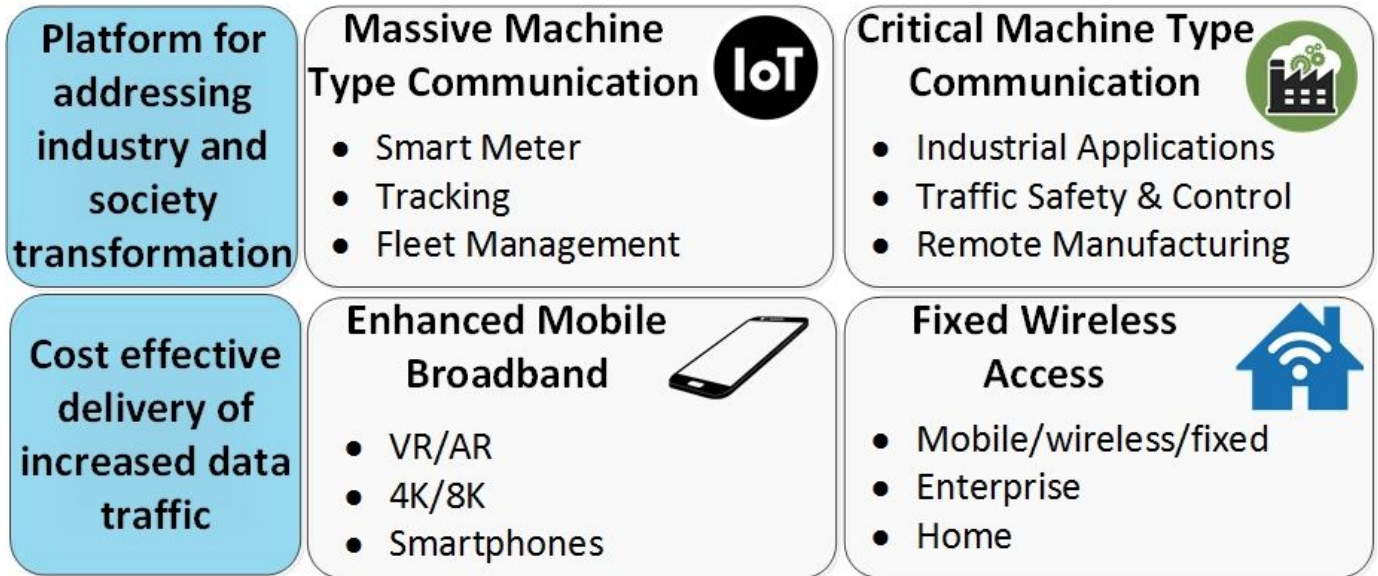 Platform for
addressing
industry and
society
transformation
Massive Machine
Type Communication
IoT
● Smart Meter
● Tracking
● Fleet Management
Critical Machine Type
Communication
● Industrial Applications
● Traffic Safety & Control
● Remote Manufacturing
Cost effective
delivery of
increased data
traffic
Enhanced Mobile
Broadband
● VR/AR
● 4K/8K
● Smartphones
Fixed Wireless
Access
● Mobile/wireless/fixed
● Enterprise
● Home